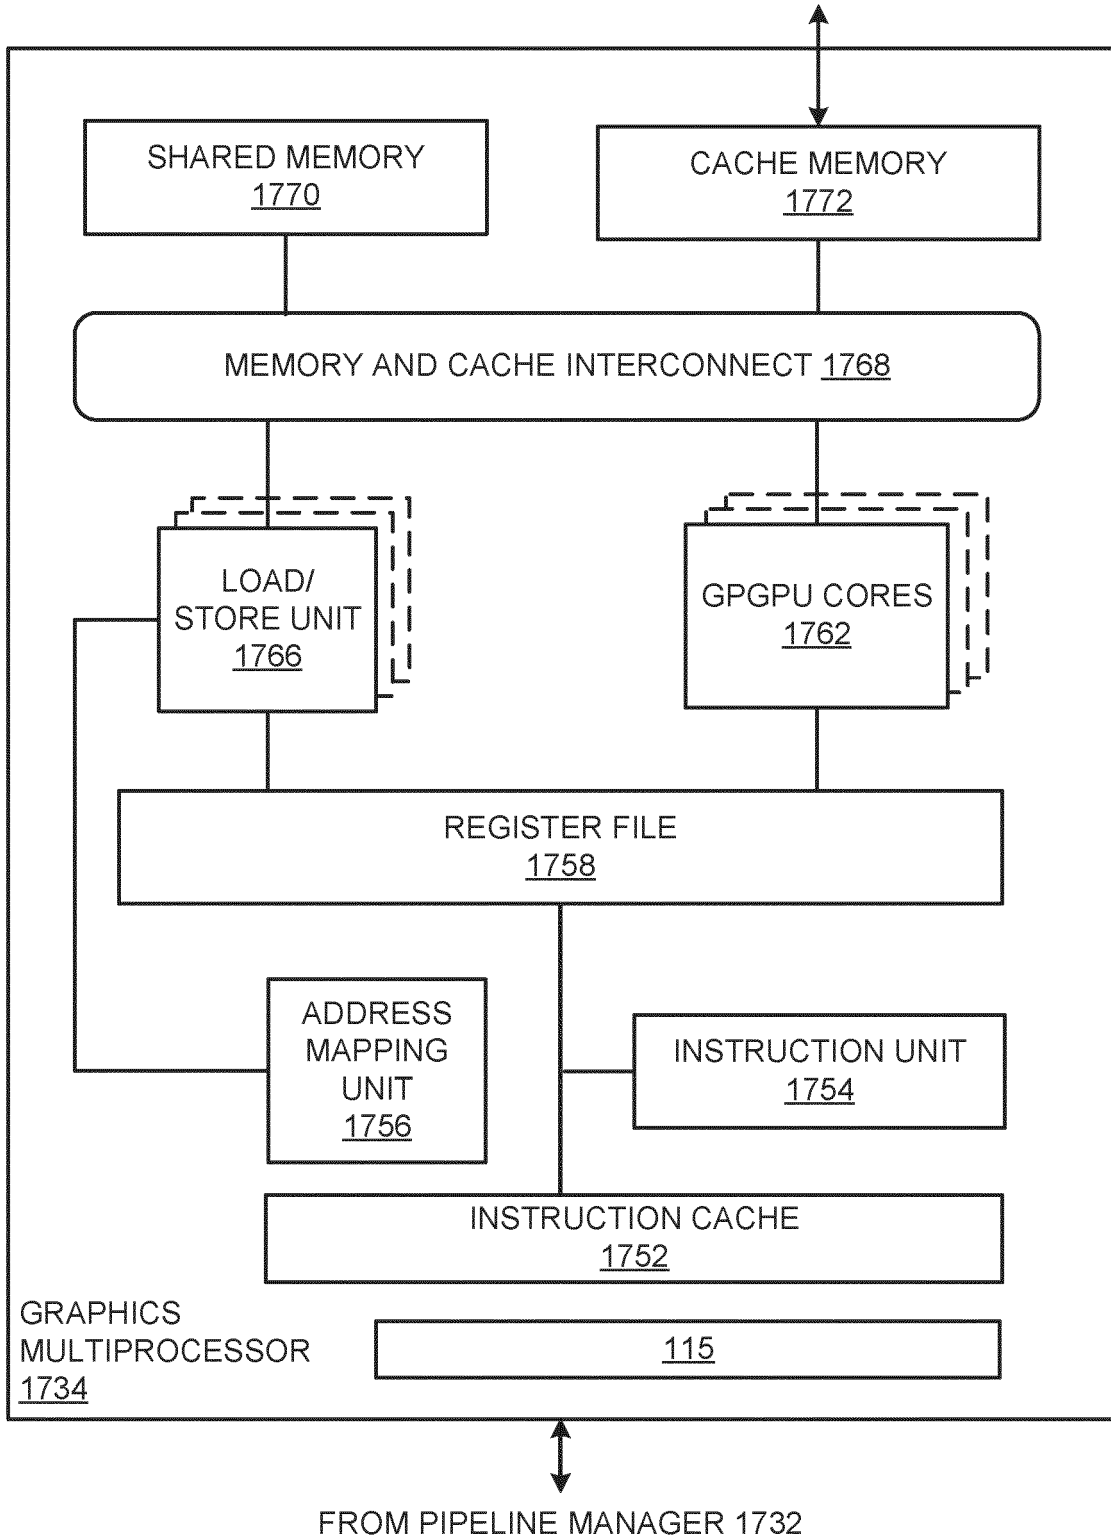 SHARED MEMORY
1770
CACHE MEMORY
1772
MEMORY AND CACHE INTERCONNECT 1768
LOAD/
STORE UNIT
1766
GPGPU CORES
1762
REGISTER FILE
1758
ADDRESS
MAPPING
UNIT
1756
INSTRUCTION UNIT
1754
INSTRUCTION CACHE
1752
GRAPHICS
MULTIPROCESSOR
1734
115
FROM PIPELINE MANAGER 1732